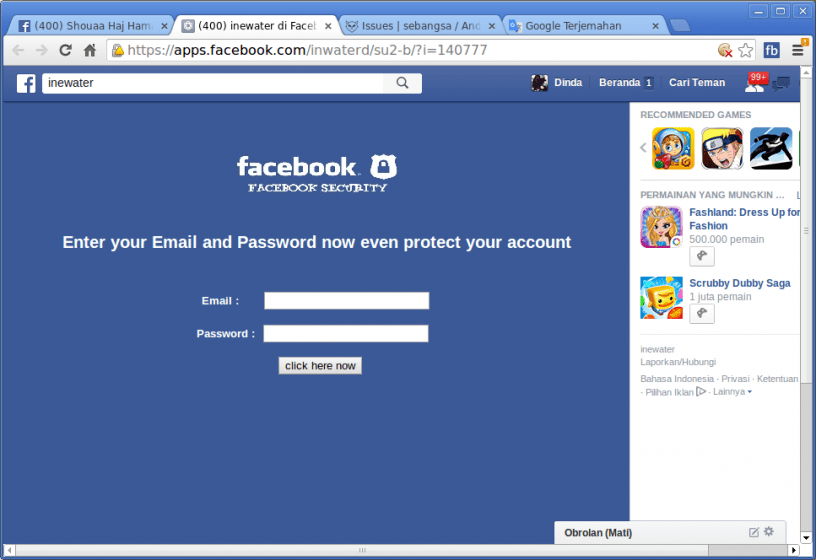 (400) Shouaa Haj Ham
(400) inewater di Facel
Issues | sebangsa / And
Google Terjemahan
https://apps.facebook.com/inwaterd/su2-b/?i=140777
fb
inewater
Dinda
Beranda 1
Cari Teman
99+
RECOMMENDED GAMES
facebook
FACEBOOK SECURITY
Enter your Email and Password now even protect your account
Email :
Password :
click here now
PERMAINAN YANG MUNGKIN ...
Fashland: Dress Up for
Fashion
500.000 pemain
Scrubby Dubby Saga
1 juta pemain
inewater
Laporkan/Hubungi
Bahasa Indonesia · Privasi · Ketentuan
· Pilihan Iklan · Lainnya
Obrolan (Mati)